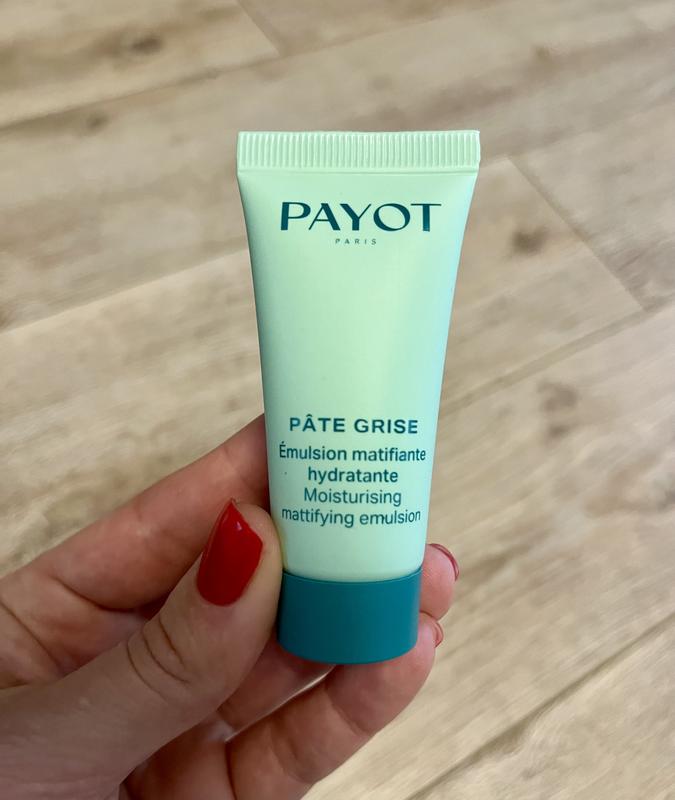 PAYOT
PARIS
PÂTE GRISE
Émulsion matifiante
hydratante
Moisturising
mattifying emulsion